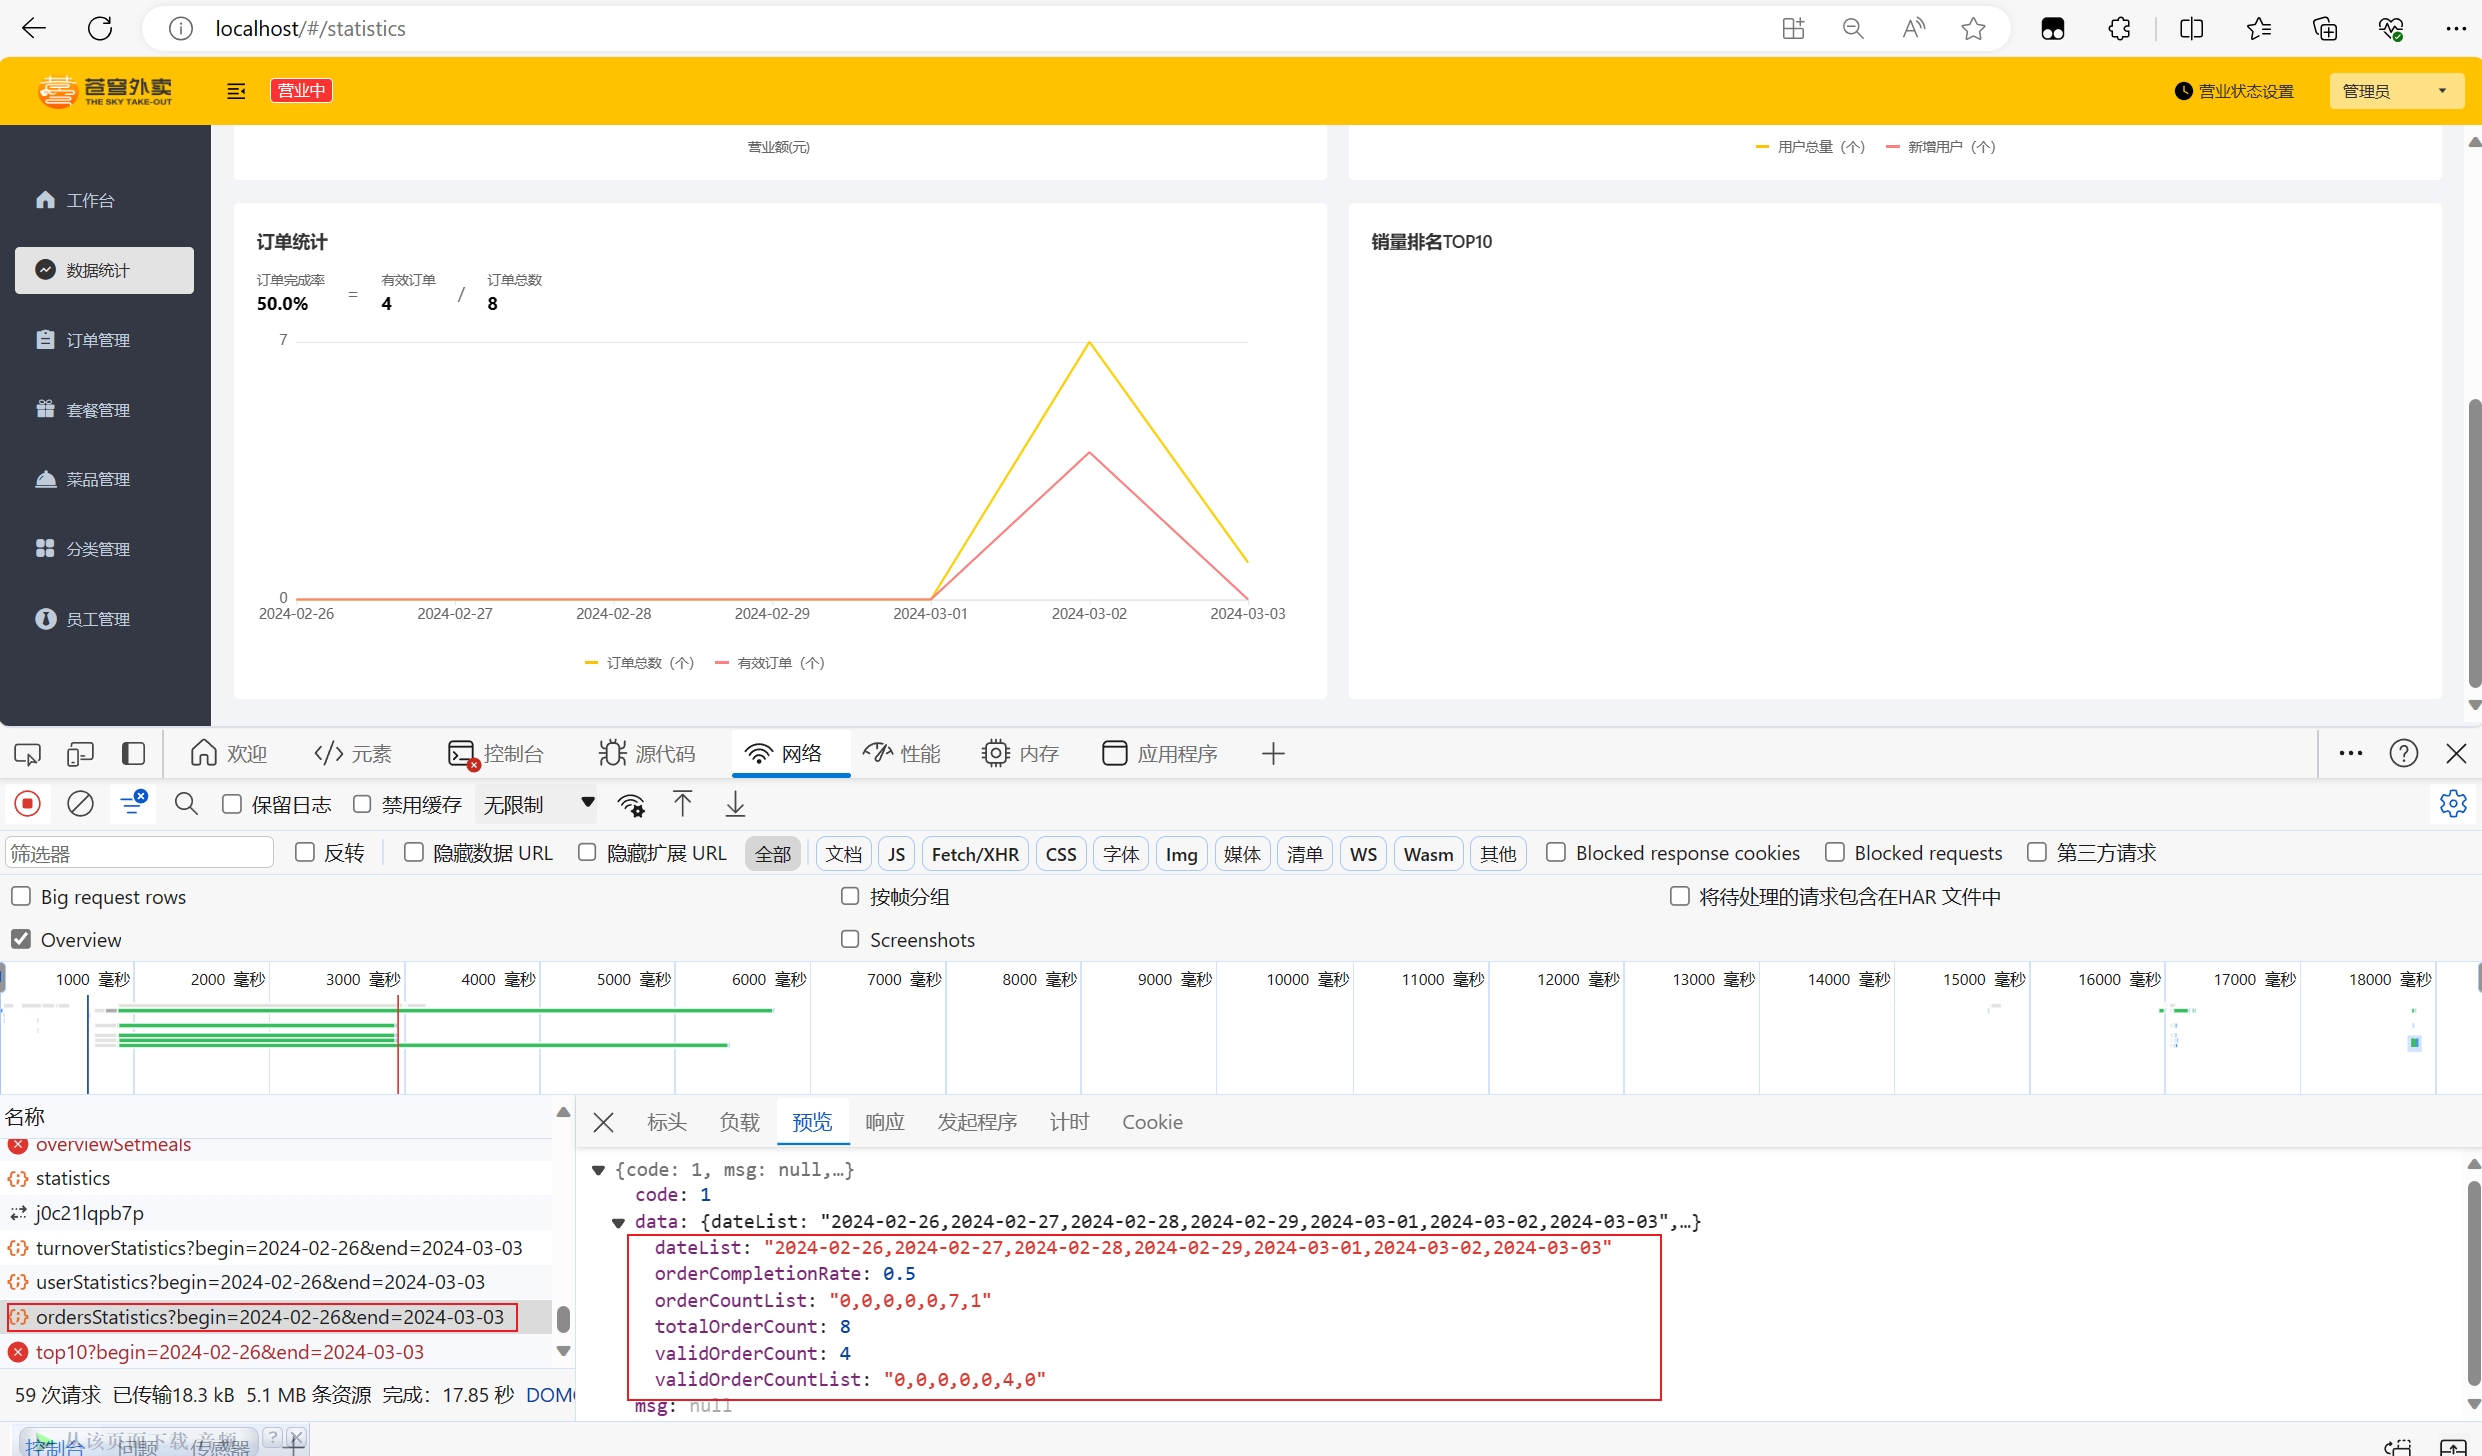 localhost/#/statistics
苍穹外卖
THE SKY TAKE-OUT
营业中
营业状态设置
管理员
工作台
数据统计
订单管理
套餐管理
菜品管理
分类管理
员工管理
营业额(元)
用户总量（个） 新增用户（个）
订单统计
订单完成率
50.0%
=
有效订单
4
/
订单总数
8
7
0
2024-02-26 2024-02-27 2024-02-28 2024-02-29 2024-03-01 2024-03-02 2024-03-03
订单总数（个） 有效订单（个）
销量排名TOP10
欢迎 元素 控制台 源代码 网络 性能 内存 应用程序
保留日志 禁用缓存 无限制
筛选器 反转 隐藏数据 URL 隐藏扩展 URL 全部 文档 JS Fetch/XHR CSS 字体 Img 媒体 清单 WS Wasm 其他 Blocked response cookies Blocked requests 第三方请求
Big request rows 按帧分组 将待处理的请求包含在HAR 文件中
Overview Screenshots
1000 毫秒 2000 毫秒 3000 毫秒 4000 毫秒 5000 毫秒 6000 毫秒 7000 毫秒 8000 毫秒 9000 毫秒 10000 毫秒 11000 毫秒 12000 毫秒 13000 毫秒 14000 毫秒 15000 毫秒 16000 毫秒 17000 毫秒 18000 毫秒
名称
overviewSetmeals
statistics
j0c21lqpb7p
turnoverStatistics?begin=2024-02-26&end=2024-03-03
userStatistics?begin=2024-02-26&end=2024-03-03
ordersStatistics?begin=2024-02-26&end=2024-03-03
top10?begin=2024-02-26&end=2024-03-03
59 次请求 已传输18.3 kB 5.1 MB 条资源 完成：17.85 秒 DOMC
标头 负载 预览 响应 发起程序 计时 Cookie
{code: 1, msg: null,…}
code: 1
data: {dateList: "2024-02-26,2024-02-27,2024-02-28,2024-02-29,2024-03-01,2024-03-02,2024-03-03",…}
dateList: "2024-02-26,2024-02-27,2024-02-28,2024-02-29,2024-03-01,2024-03-02,2024-03-03"
orderCompletionRate: 0.5
orderCountList: "0,0,0,0,0,7,1"
totalOrderCount: 8
validOrderCount: 4
validOrderCountList: "0,0,0,0,0,4,0"
msg: null
从该页面下载 音频
控制台 问题 传感器